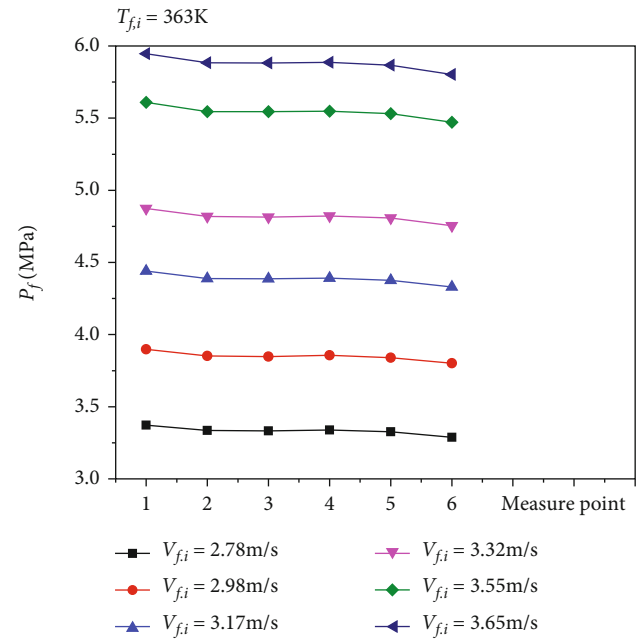 T_{f,i} = 363K
6.0
5.5
5.0
4.5
4.0
3.5
3.0
P_f (MPa)
1 2 3 4 5 6 Measure point
V_{f.i} = 2.78m/s
V_{f.i} = 2.98m/s
V_{f.i} = 3.17m/s
V_{f.i} = 3.32m/s
V_{f.i} = 3.55m/s
V_{f.i} = 3.65m/s